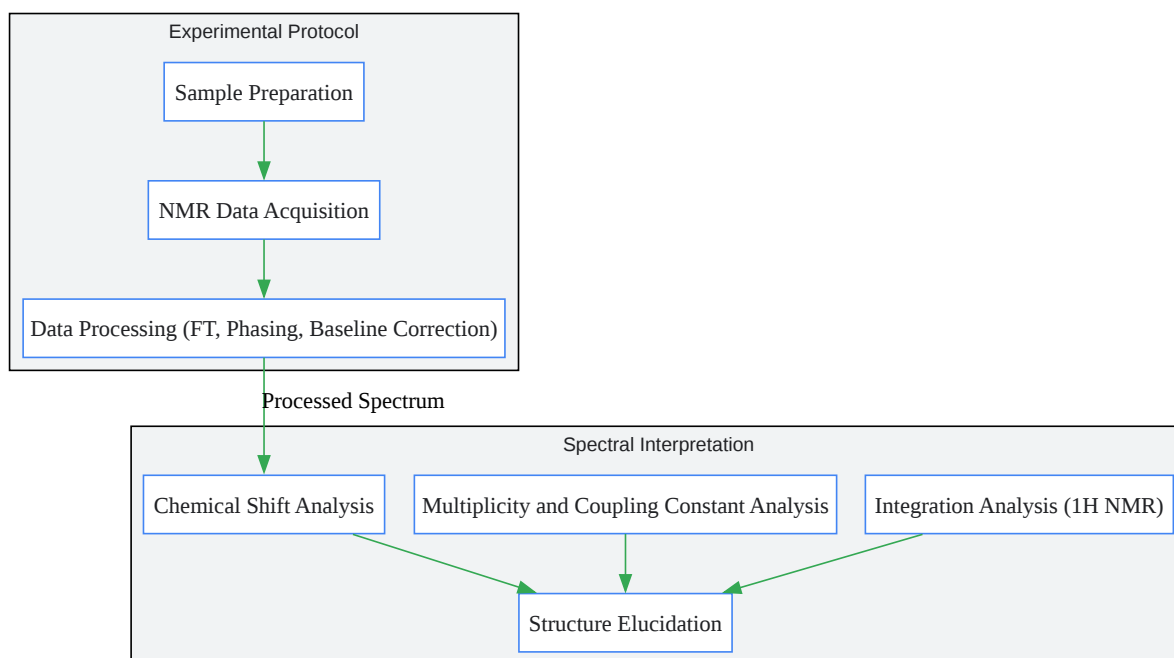 Experimental Protocol
Sample Preparation
NMR Data Acquisition
Data Processing (FT, Phasing, Baseline Correction)
Processed Spectrum
Spectral Interpretation
Chemical Shift Analysis
Multiplicity and Coupling Constant Analysis
Integration Analysis (1H NMR)
Structure Elucidation